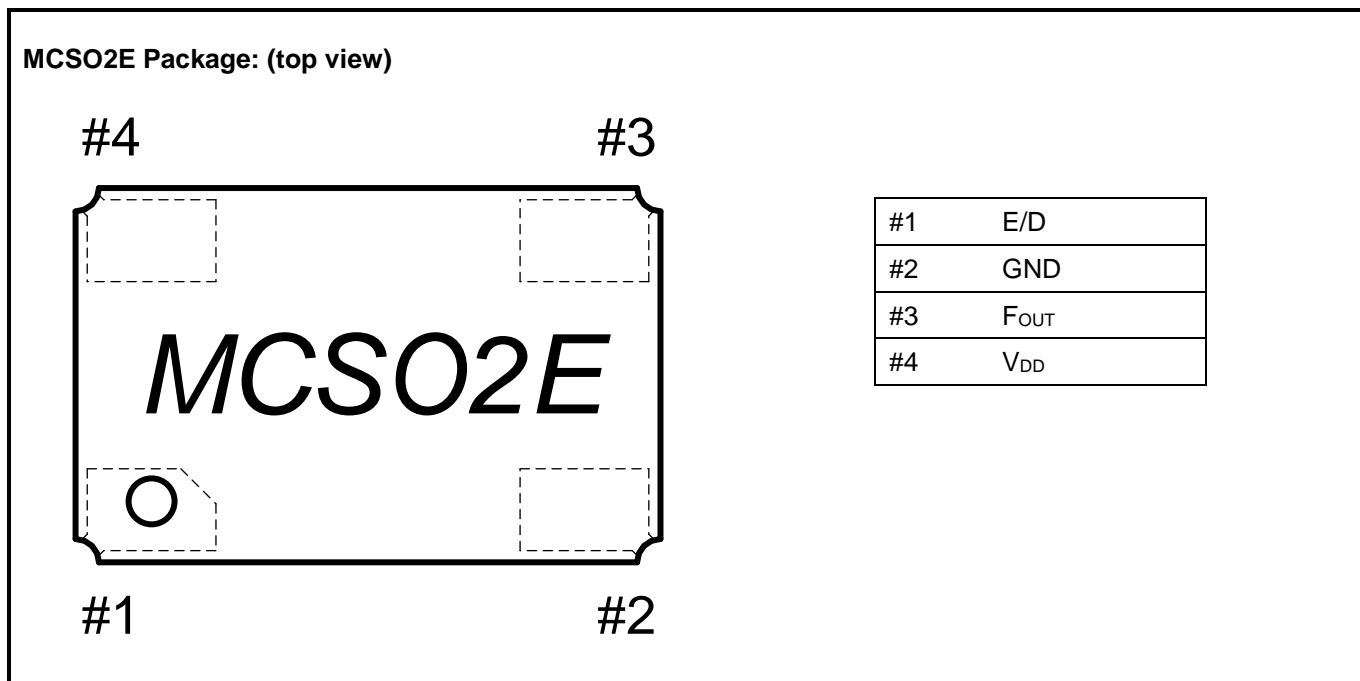 MCSO2E Package: (top view)
#4 #3
MCSO2E
#1 #2
#1 E/D
#2 GND
#3 FOUT
#4 VDD